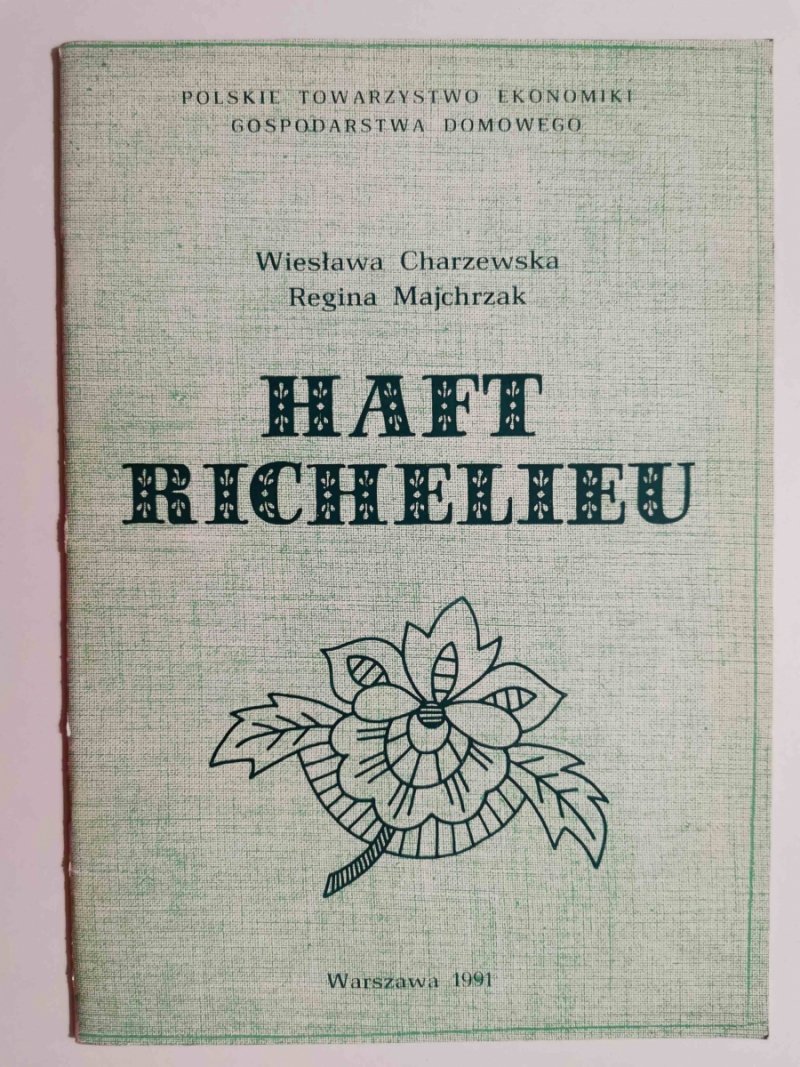 POLSKIE TOWARZYSTWO EKONOMIKI
GOSPODARSTWA DOMOWEGO
Wiesława Charzewska
Regina Majchrzak
HAFT
RICHELIEU
Warszawa 1991